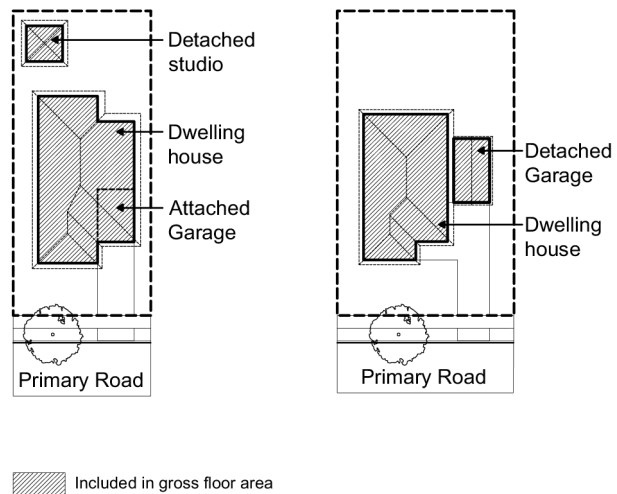 Detached
studio
Dwelling
house
Attached
Garage
Primary Road
Detached
Garage
Dwelling
house
Primary Road
Included in gross floor area